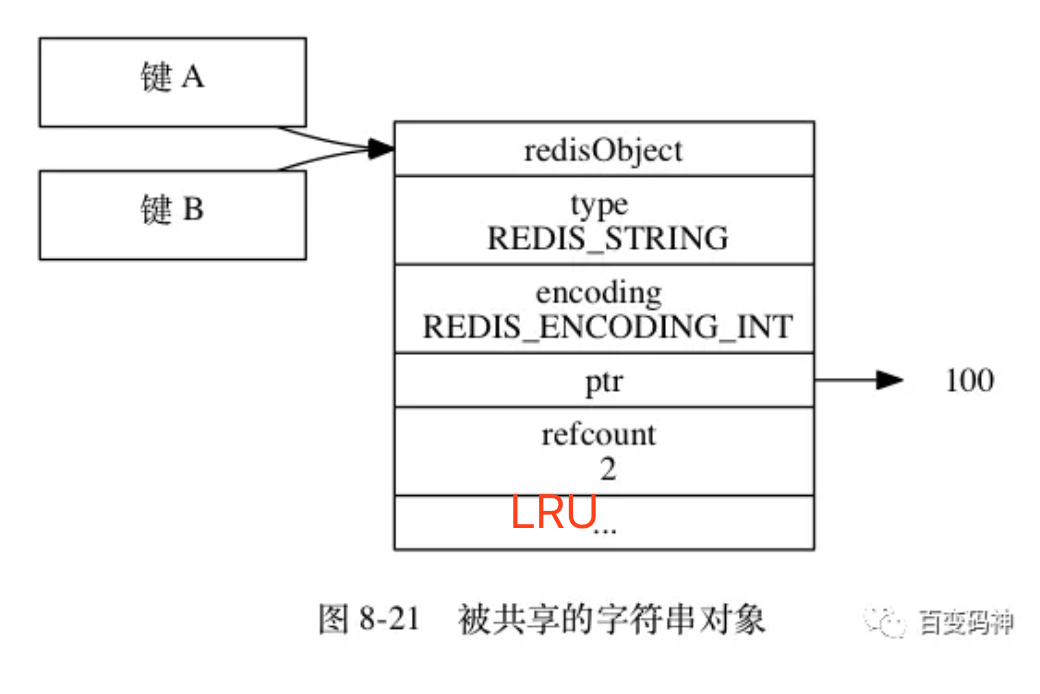 键 A
键 B
redisObject
type
REDIS_STRING
encoding
REDIS_ENCODING_INT
ptr
100
refcount
2
LRU
...
图 8-21 被共享的字符串对象
百变码神